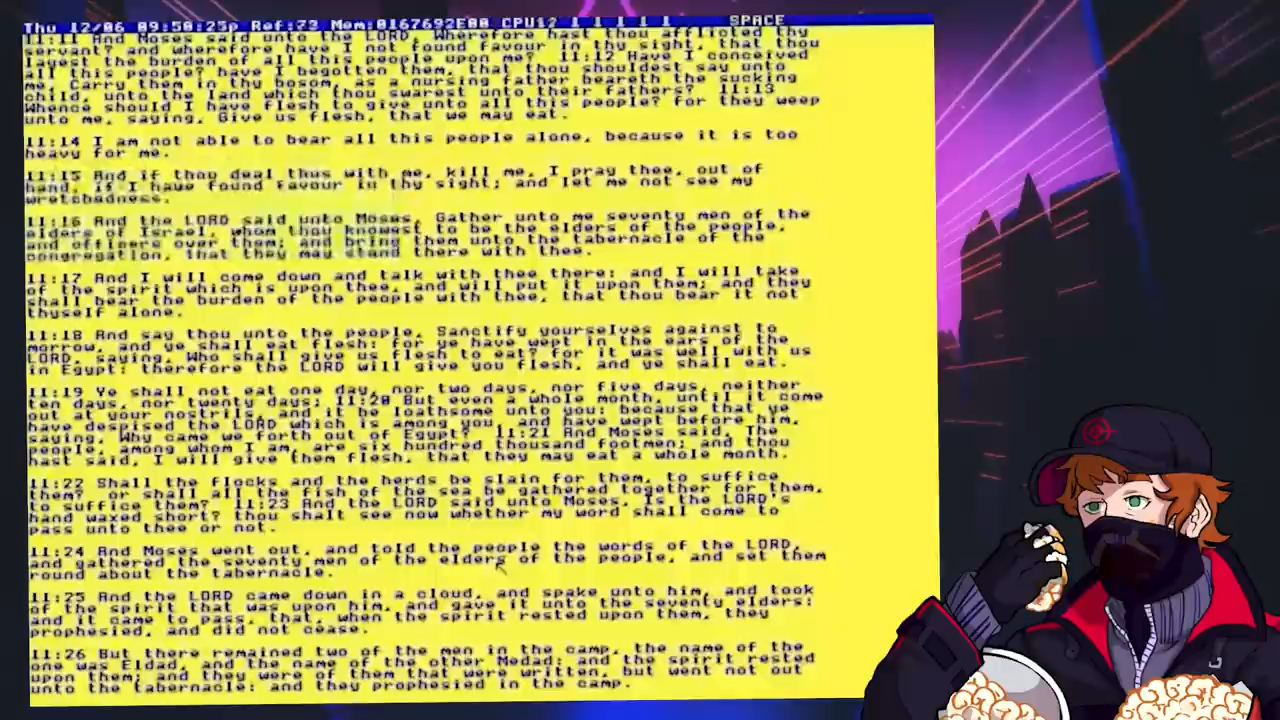 Thu 12/06 09:50:25p Ref:73 Mem:0167692E00 CPU12 1 1 1 1 1 SPACE
11:11 And Moses said unto the LORD, Wherefore hast thou afflicted thy
servant? and wherefore have I not found favour in thy sight, that thou
layest the burden of all this people upon me? 11:12 Have I conceived
all this people? have I begotten them, that thou shouldest say unto
me, Carry them in thy bosom, as a nursing father beareth the sucking
child, unto the land which thou swarest unto their fathers? 11:13
Whence should I have flesh to give unto all this people? for they weep
unto me, saying, Give us flesh, that we may eat.
11:14 I am not able to bear all this people alone, because it is too
heavy for me.
11:15 And if thou deal thus with me, kill me, I pray thee, out of
hand, if I have found favour in thy sight; and let me not see my
wretchedness.
11:16 And the LORD said unto Moses, Gather unto me seventy men of the
elders of Israel, whom thou knowest to be the elders of the people,
and officers over them; and bring them unto the tabernacle of the
congregation, that they may stand there with thee.
11:17 And I will come down and talk with thee there: and I will take
of the spirit which is upon thee, and will put it upon them; and they
shall bear the burden of the people with thee, that thou bear it not
thyself alone.
11:18 And say thou unto the people, Sanctify yourselves against to
morrow, and ye shall eat flesh: for ye have wept in the ears of the
LORD, saying, Who shall give us flesh to eat? for it was well with us
in Egypt: therefore the LORD will give you flesh, and ye shall eat.
11:19 Ye shall not eat one day, nor two days, nor five days, neither
ten days, nor twenty days; 11:20 But even a whole month, until it come
out at your nostrils, and it be loathsome unto you: because that ye
have despised the LORD which is among you, and have wept before him,
saying, Why came we forth out of Egypt? 11:21 And Moses said, The
people, among whom I am, are six hundred thousand footmen; and thou
hast said, I will give them flesh, that they may eat a whole month.
11:22 Shall the flocks and the herds be slain for them, to suffice
them? or shall all the fish of the sea be gathered together for them,
to suffice them? 11:23 And the LORD said unto Moses, Is the LORD's
hand waxed short? thou shalt see now whether my word shall come to
pass unto thee or not.
11:24 And Moses went out, and told the people the words of the LORD,
and gathered the seventy men of the elders of the people, and set them
round about the tabernacle.
11:25 And the LORD came down in a cloud, and spake unto him, and took
of the spirit that was upon him, and gave it unto the seventy elders:
and it came to pass, that, when the spirit rested upon them, they
prophesied, and did not cease.
11:26 But there remained two of the men in the camp, the name of the
one was Eldad, and the name of the other Medad: and the spirit rested
upon them; and they were of them that were written, but went not out
unto the tabernacle: and they prophesied in the camp.